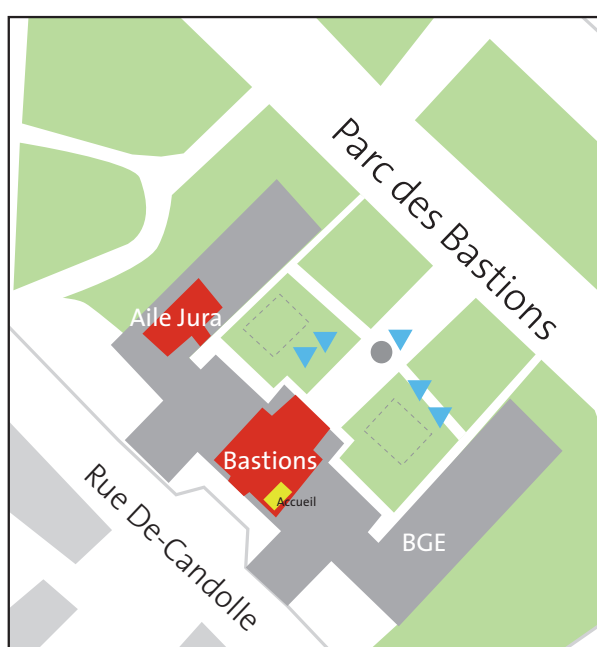 Parc des Bastions
Aile Jura
Bastions
Accueil
BGE
Rue De-Candolle